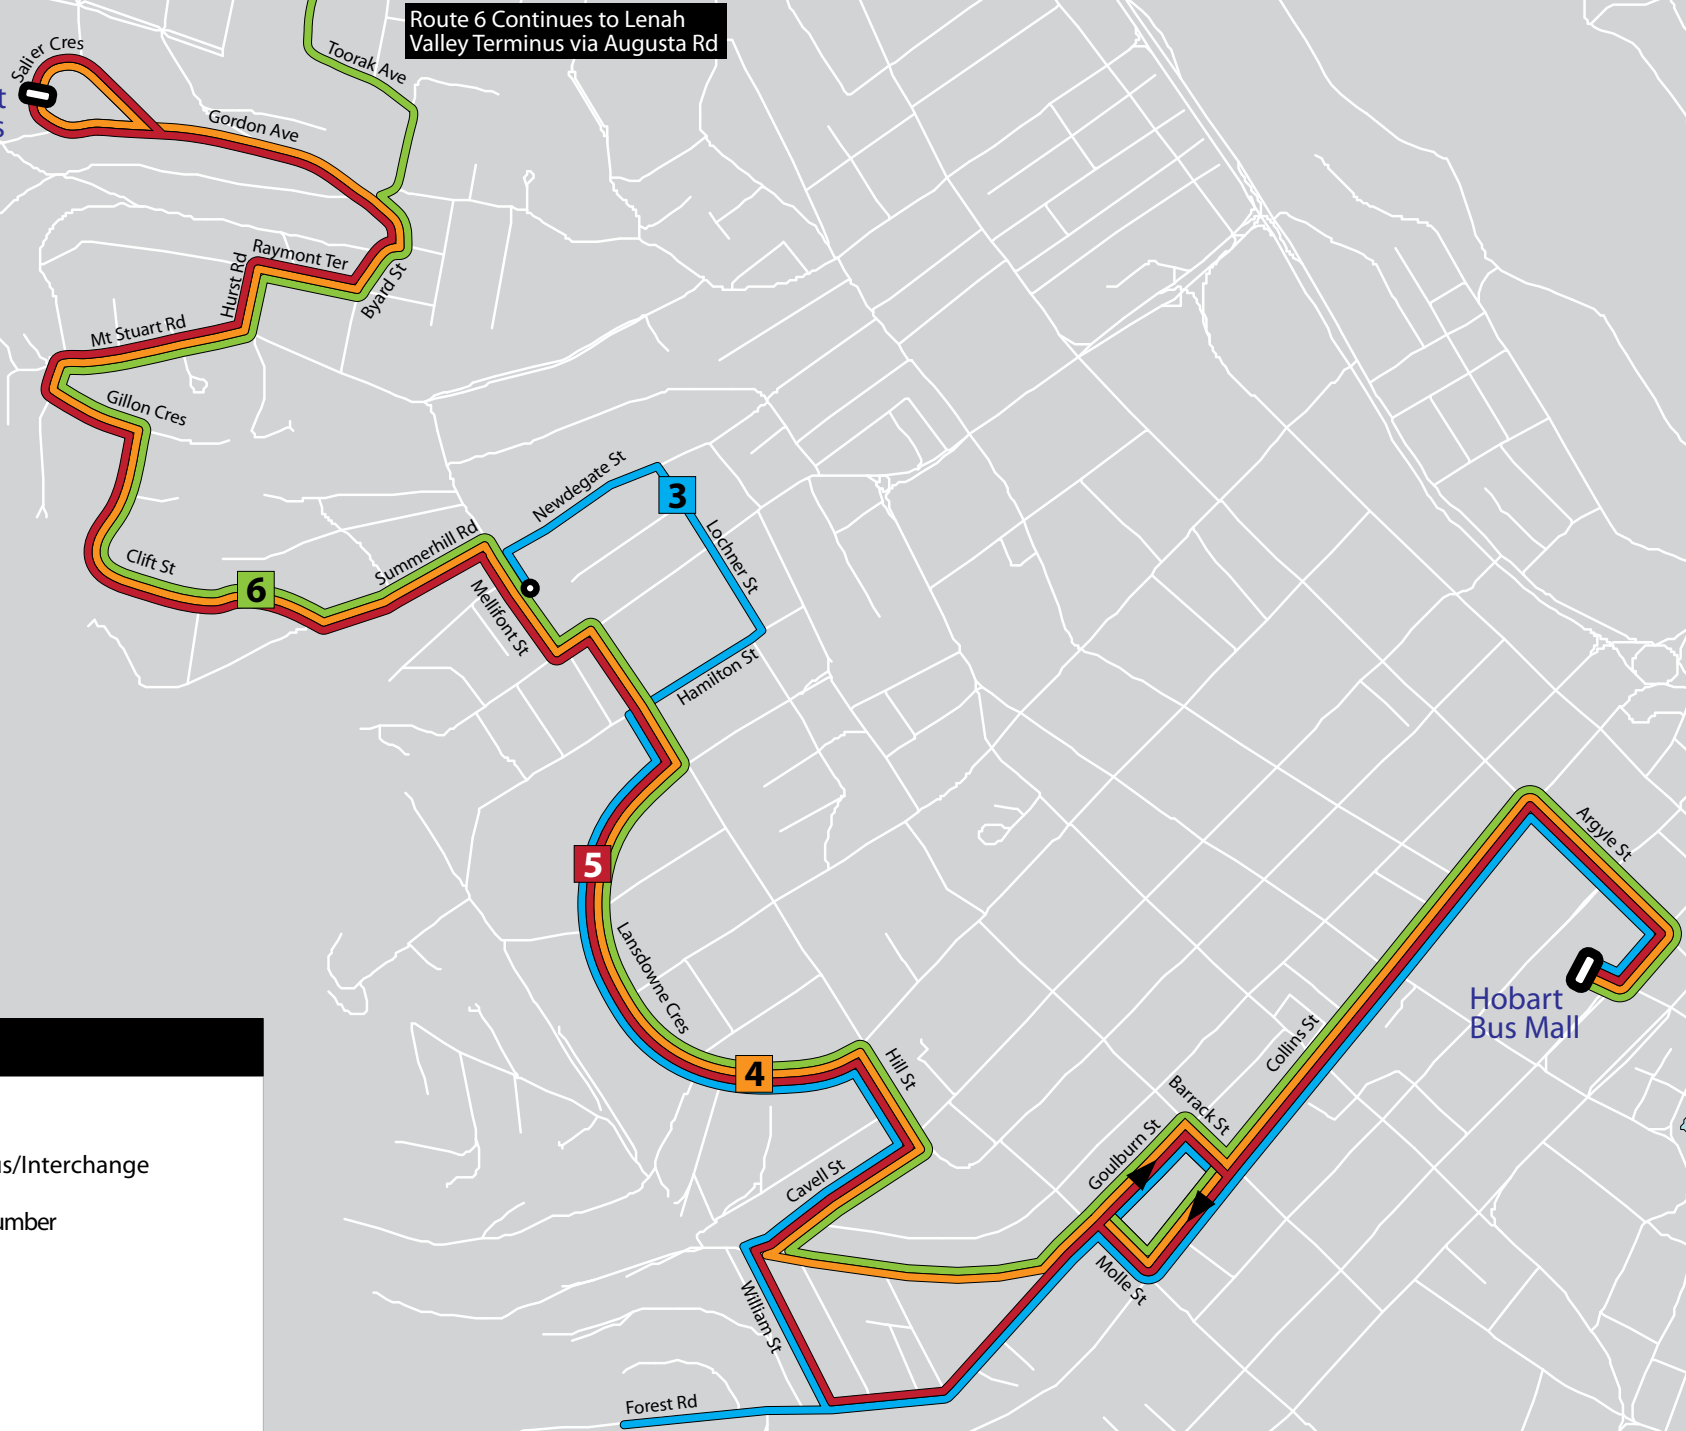 Route 6 Continues to Lenah
Valley Terminus via Augusta Rd
Toorak Ave
Gordon Ave
Raymont Ter
Hurst Rd
Byard St
Mt Stuart Rd
Gillon Cres
Clift St
6
Summerhill Rd
Mellifont St
Newdegate St
3
Lochner St
Hamilton St
5
Lansdowne Cres
4
Hill St
Cavell St
William St
Forest Rd
Goulburn St
Barrack St
Molle St
Collins St
Argyle St
Hobart
Bus Mall